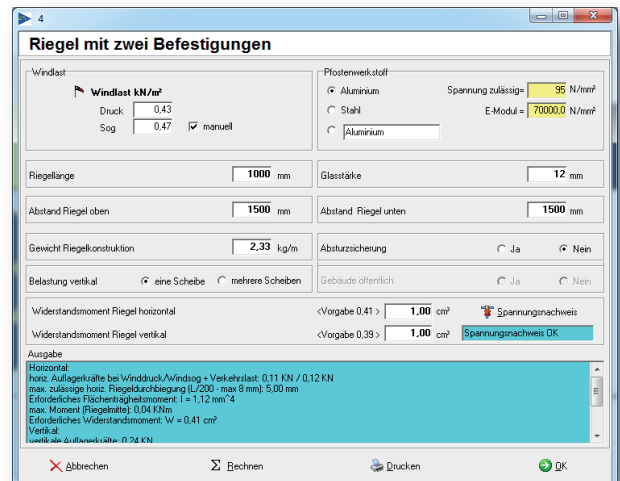 4
Riegel mit zwei Befestigungen
Windlast
Windlast kN/m²
Druck 0,43
Sog 0,47 manuell
Pfostenwerkstoff
Aluminium Spannung zulässig= 95 N/mm²
Stahl E-Modul = 70000,0 N/mm²
Aluminium
Riegellänge 1000 mm Glasstärke 12 mm
Abstand Riegel oben 1500 mm Abstand Riegel unten 1500 mm
Gewicht Riegelkonstruktion 2,33 kg/m Absturzsicherung Ja Nein
Belastung vertikal eine Scheibe mehrere Scheiben Gebäude öffentlich Ja Nein
Widerstandsmoment Riegel horizontal <Vorgabe 0,41 > 1,00 cm³ Spannungsnachweis
Widerstandsmoment Riegel vertikal <Vorgabe 0,39 > 1,00 cm³ Spannungsnachweis OK
Ausgabe
Horizontal:
horiz. Auflagerkräfte bei Winddruck/Windsog + Verkehrslast: 0,11 KN / 0,12 KN
max. zulässige horiz. Riegeldurchbiegung (L/200 - max 8 mm): 5,00 mm
Erforderliches Flächenträgheitsmoment: I = 1,12 mm^4
max. Moment (Riegelmitte): 0,04 KNm
Erforderliches Widerstandsmoment: W = 0,41 cm³
Vertikal:
vertikale Auflagerkräfte: 0,24 KN
Abbrechen Σ Rechnen Drucken OK